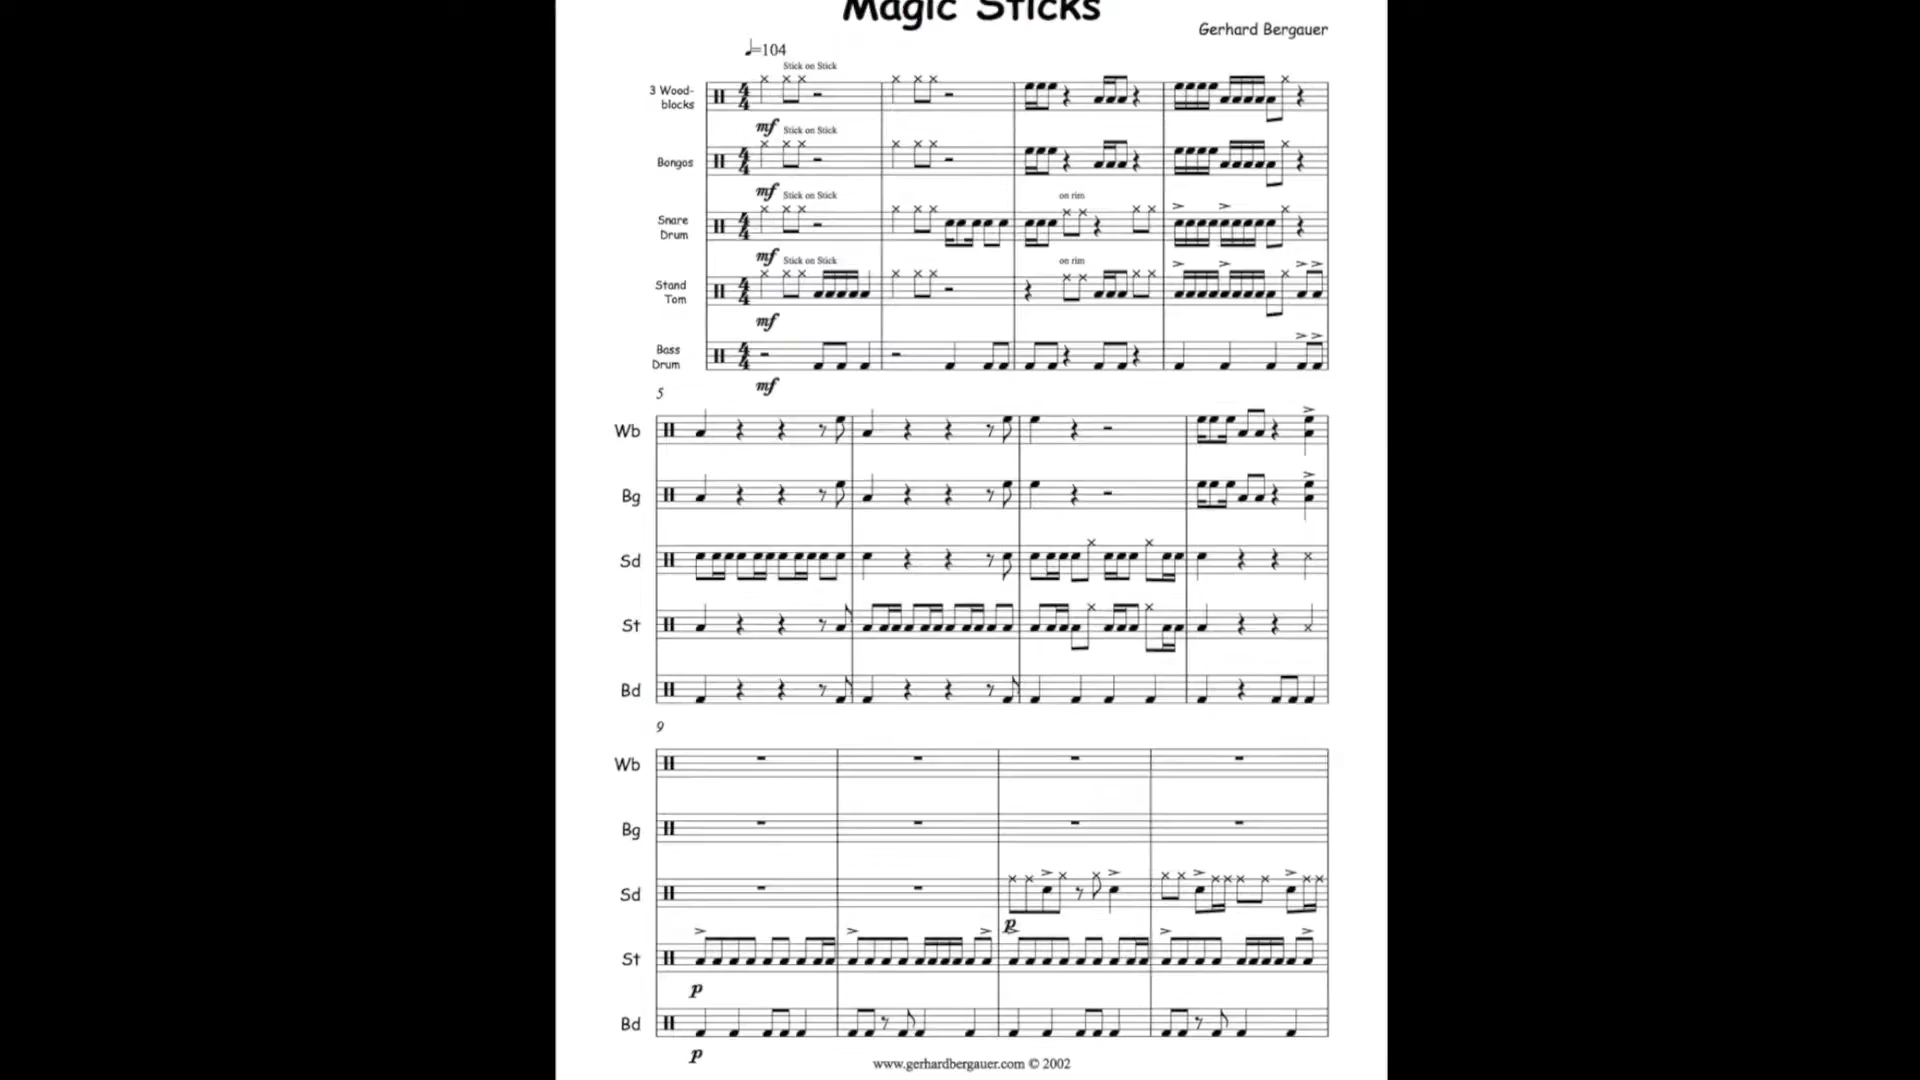 Magic Sticks
Gerhard Bergauer
♩=104
Stick on Stick
3 Wood-
blocks
mf
Stick on Stick
Bongos
mf
Stick on Stick
on rim
Snare
Drum
mf
Stick on Stick
on rim
Stand
Tom
mf
Bass
Drum
mf
5
Wb
Bg
Sd
St
Bd
9
Wb
Bg
Sd
p
St
p
Bd
p
www.gerhardbergauer.com © 2002